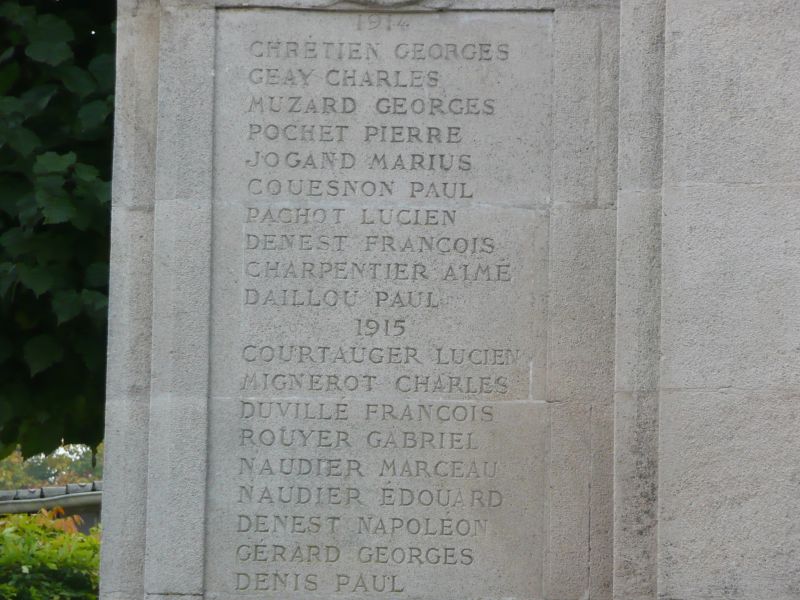 1914
CHRÉTIEN GEORGES
GEAY CHARLES
MUZARD GEORGES
POCHET PIERRE
JOGAND MARIUS
COUESNON PAUL
PACHOT LUCIEN
DENEST FRANCOIS
CHARPENTIER AIMÉ
DAILLOU PAUL
1915
COURTAUGER LUCIEN
MIGNEROT CHARLES
DUVILLÉ FRANCOIS
ROUYER GABRIEL
NAUDIER MARCEAU
NAUDIER ÉDOUARD
DENEST NAPOLÉON
GÉRARD GEORGES
DENIS PAUL